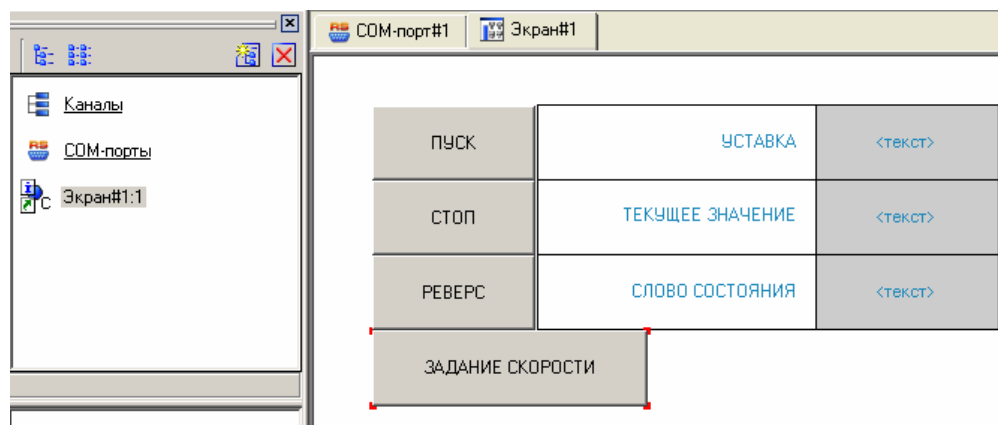 COM-порт#1 Экран#1
Каналы
COM-порты
Экран#1:1
ПУСК УСТАВКА <текст>
СТОП ТЕКУЩЕЕ ЗНАЧЕНИЕ <текст>
РЕВЕРС СЛОВО СОСТОЯНИЯ <текст>
ЗАДАНИЕ СКОРОСТИ